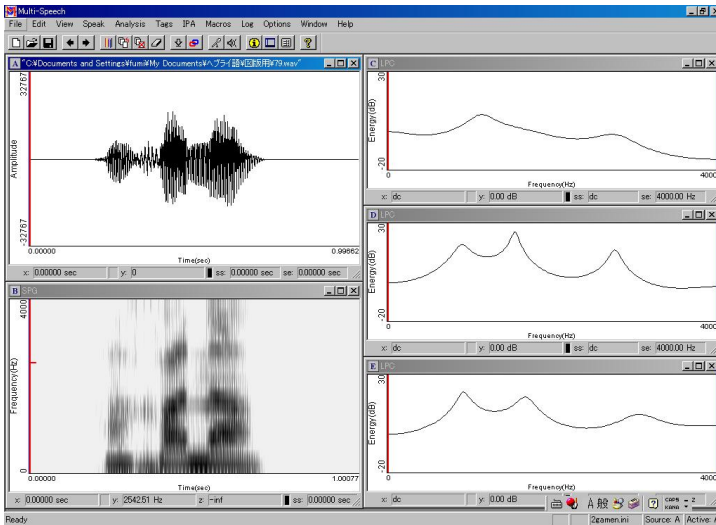 Multi-Speech
File Edit View Speak Analysis Tags IPA Macros Log Options Window Help
A "C:¥Documents and Settings¥fumi¥My Documents¥ヘブライ語¥図版用¥79.wav"
32767
Amplitude
-32767
0.00000 0.99662
Time(sec)
x: 0.00000 sec y: 0 ss: 0.00000 sec se: 0.00000 sec
B SPG
4000
Frequency(Hz)
0
0.00000 1.00077
Time(sec)
x: 0.00000 sec y: 2542.51 Hz z: -inf ss: 0.00000 sec
C LPC
30
Energy(dB)
-20
0 4000
Frequency(Hz)
x: dc y: 0.00 dB ss: dc se: 4000.00 Hz
D LPC
30
Energy(dB)
-20
0 4000
Frequency(Hz)
x: dc y: 0.00 dB ss: dc se: 4000.00 Hz
E LPC
30
Energy(dB)
-20
0 4000
Frequency(Hz)
x: dc y: 0.00 dB
A 般 CAPS
KANA
Ready 2gamen.ini Source: A Active: